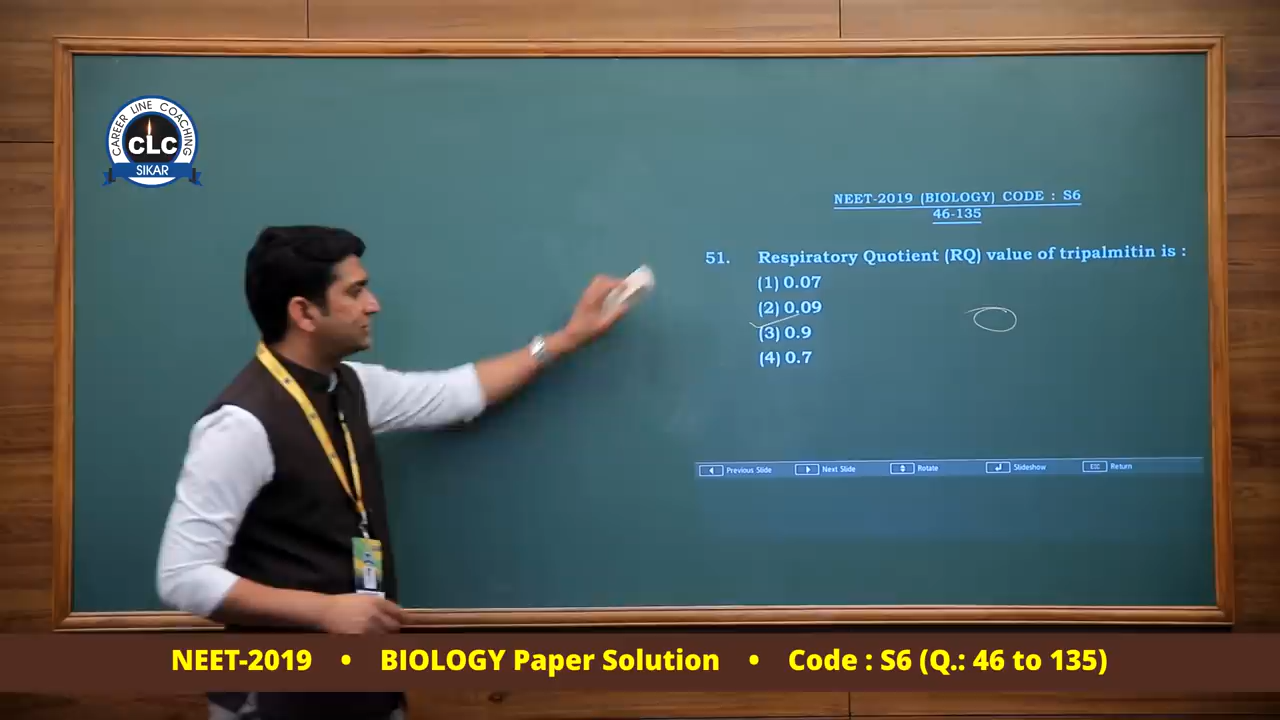 CAREER LINE COACHING
CLC
SIKAR
NEET-2019 (BIOLOGY) CODE : S6
46-135
51. Respiratory Quotient (RQ) value of tripalmitin is :
(1) 0.07
(2) 0.09
(3) 0.9
(4) 0.7
Previous Slide Next Slide Rotate Slideshow ESC Return
NEET-2019 • BIOLOGY Paper Solution • Code : S6 (Q.: 46 to 135)